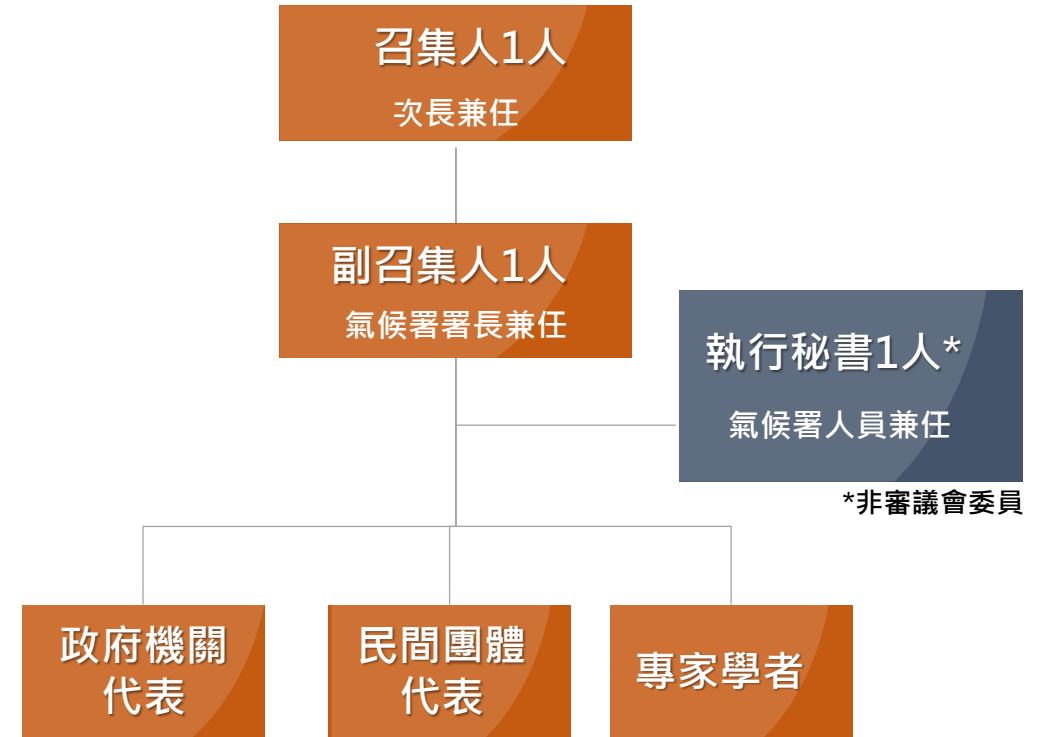 召集人1人
次長兼任
副召集人1人
氣候署署長兼任
執行秘書1人*
氣候署人員兼任
*非審議會委員
政府機關
代表
民間團體
代表
專家學者